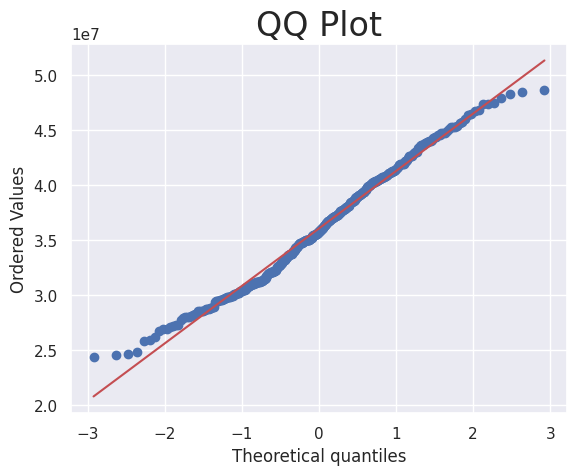 QQ Plot
1e7
5.0
4.5
4.0
3.5
3.0
2.5
2.0
Ordered Values
−3 −2 −1 0 1 2 3
Theoretical quantiles